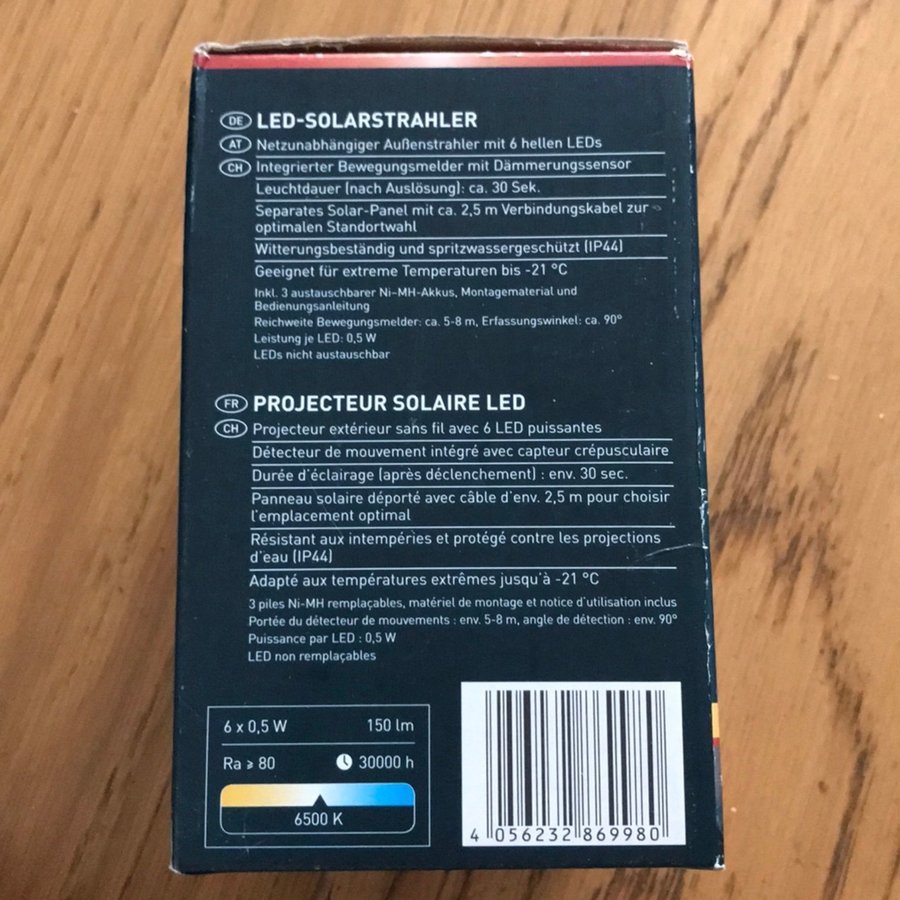 DE LED-SOLARSTRAHLER
AT Netzunabhängiger Außenstrahler mit 6 hellen LEDs
CH Integrierter Bewegungsmelder mit Dämmerungssensor
Leuchtdauer (nach Auslösung): ca. 30 Sek.
Separates Solar-Panel mit ca. 2,5 m Verbindungskabel zur
optimalen Standortwahl
Witterungsbeständig und spritzwassergeschützt (IP44)
Geeignet für extreme Temperaturen bis -21 °C
Inkl. 3 austauschbarer Ni-MH-Akkus, Montagematerial und
Bedienungsanleitung
Reichweite Bewegungsmelder: ca. 5-8 m, Erfassungswinkel: ca. 90°
Leistung je LED: 0,5 W
LEDs nicht austauschbar
FR PROJECTEUR SOLAIRE LED
CH Projecteur extérieur sans fil avec 6 LED puissantes
Détecteur de mouvement intégré avec capteur crépusculaire
Durée d'éclairage (après déclenchement) : env. 30 sec.
Panneau solaire déporté avec câble d'env. 2,5 m pour choisir
l'emplacement optimal
Résistant aux intempéries et protégé contre les projections
d'eau (IP44)
Adapté aux températures extrêmes jusqu'à -21 °C
3 piles Ni-MH remplaçables, matériel de montage et notice d'utilisation inclus
Portée du détecteur de mouvements : env. 5-8 m, angle de détection : env. 90°
Puissance par LED : 0,5 W
LED non remplaçables
6 x 0,5 W 150 lm
Ra ≥ 80 30000 h
6500 K
4 056232 869980